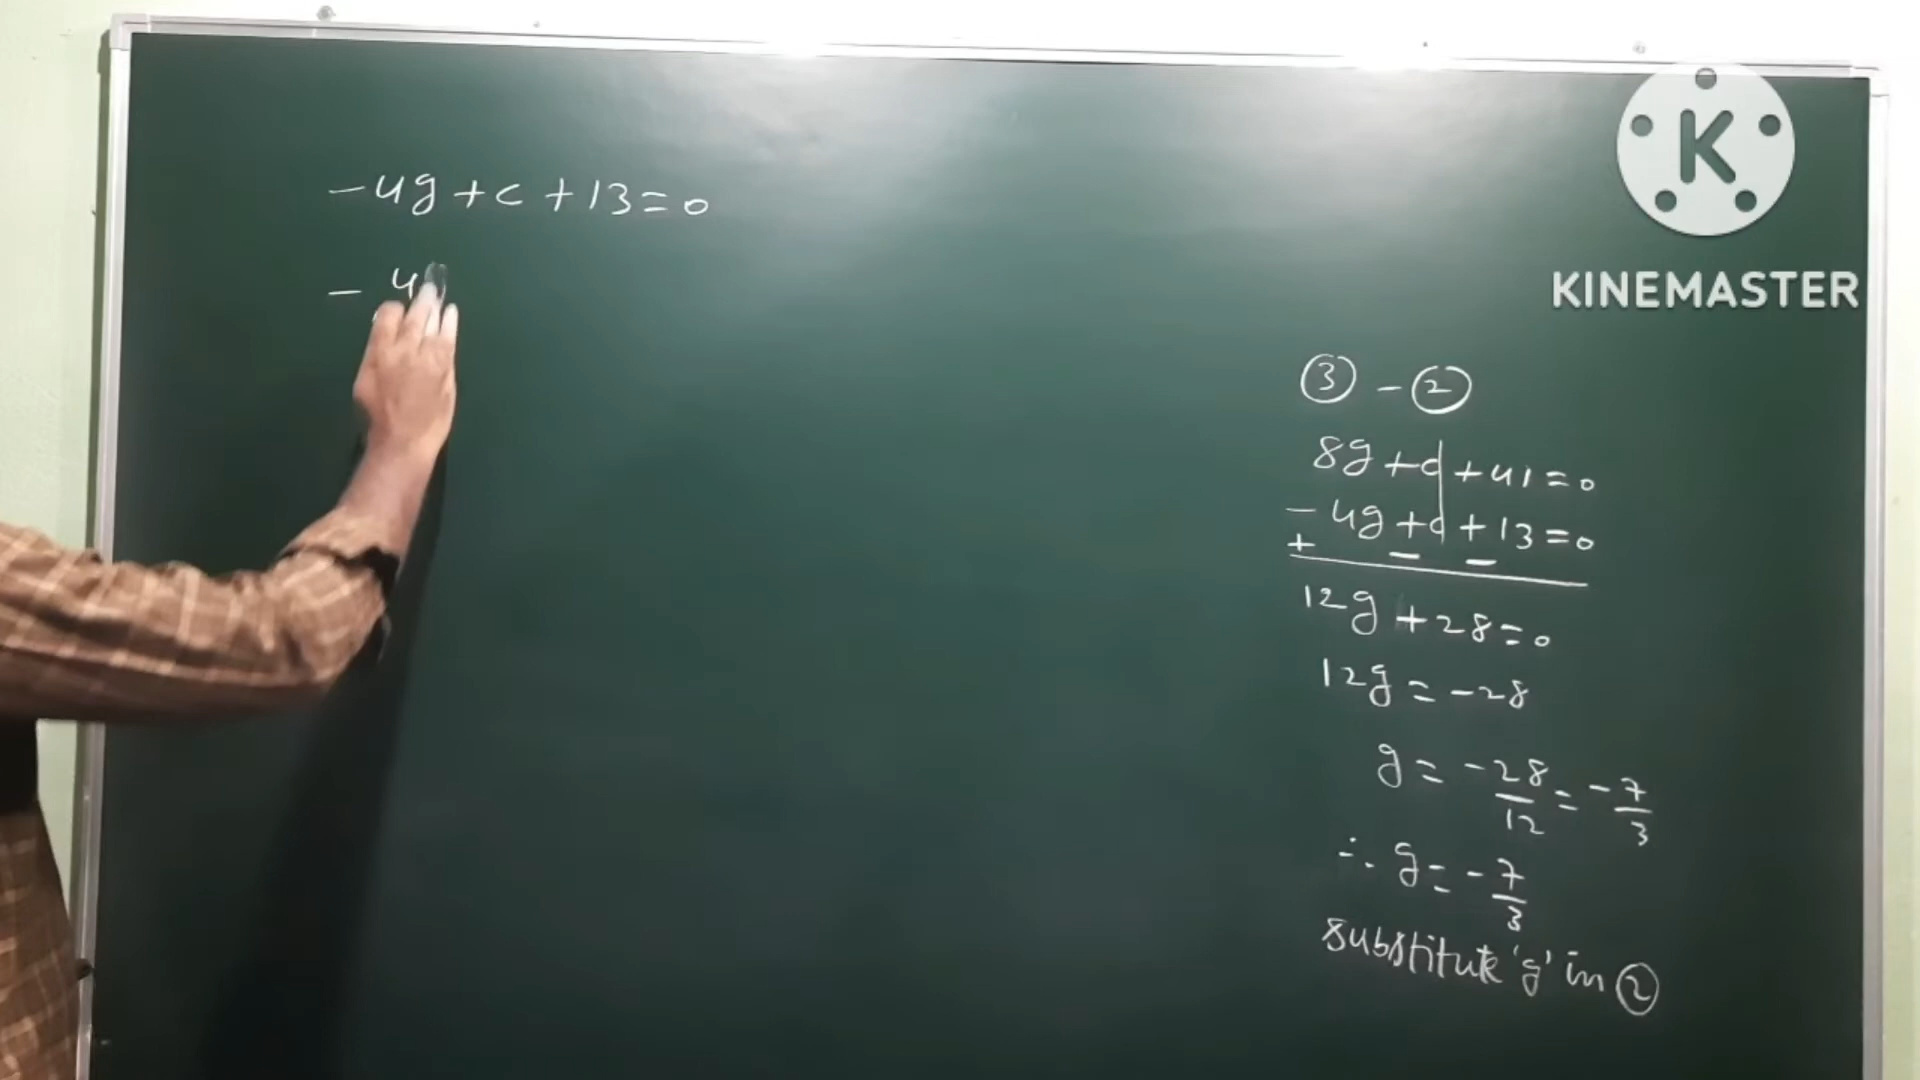 -4g+c+13=0
- 4
K
KINEMASTER
③ - ②
8g+c+41=0
-4g+c+13=0
+ - -
12g+28=0
12g=-28
g=-28/12=-7/3
∴ g=-7/3
substitute 'g' in ②